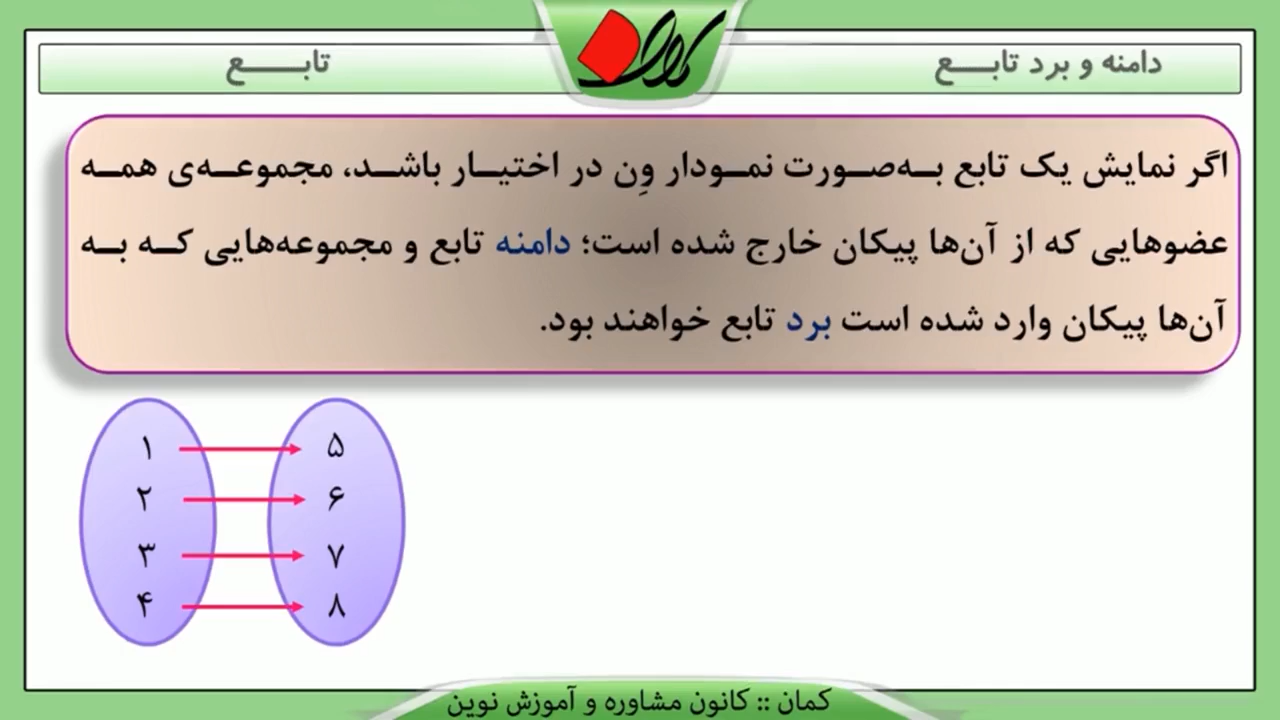 دامنه و برد تابع
کمان
تابع
اگر نمایش یک تابع به‌صورت نمودار وِن در اختیار باشد، مجموعه‌ی همه
عضوهایی که از آن‌ها پیکان خارج شده است؛ دامنه تابع و مجموعه‌هایی که به
آن‌ها پیکان وارد شده است برد تابع خواهند بود.
۱ ۵
۲ ۶
۳ ۷
۴ ۸
کمان :: کانون مشاوره و آموزش نوین